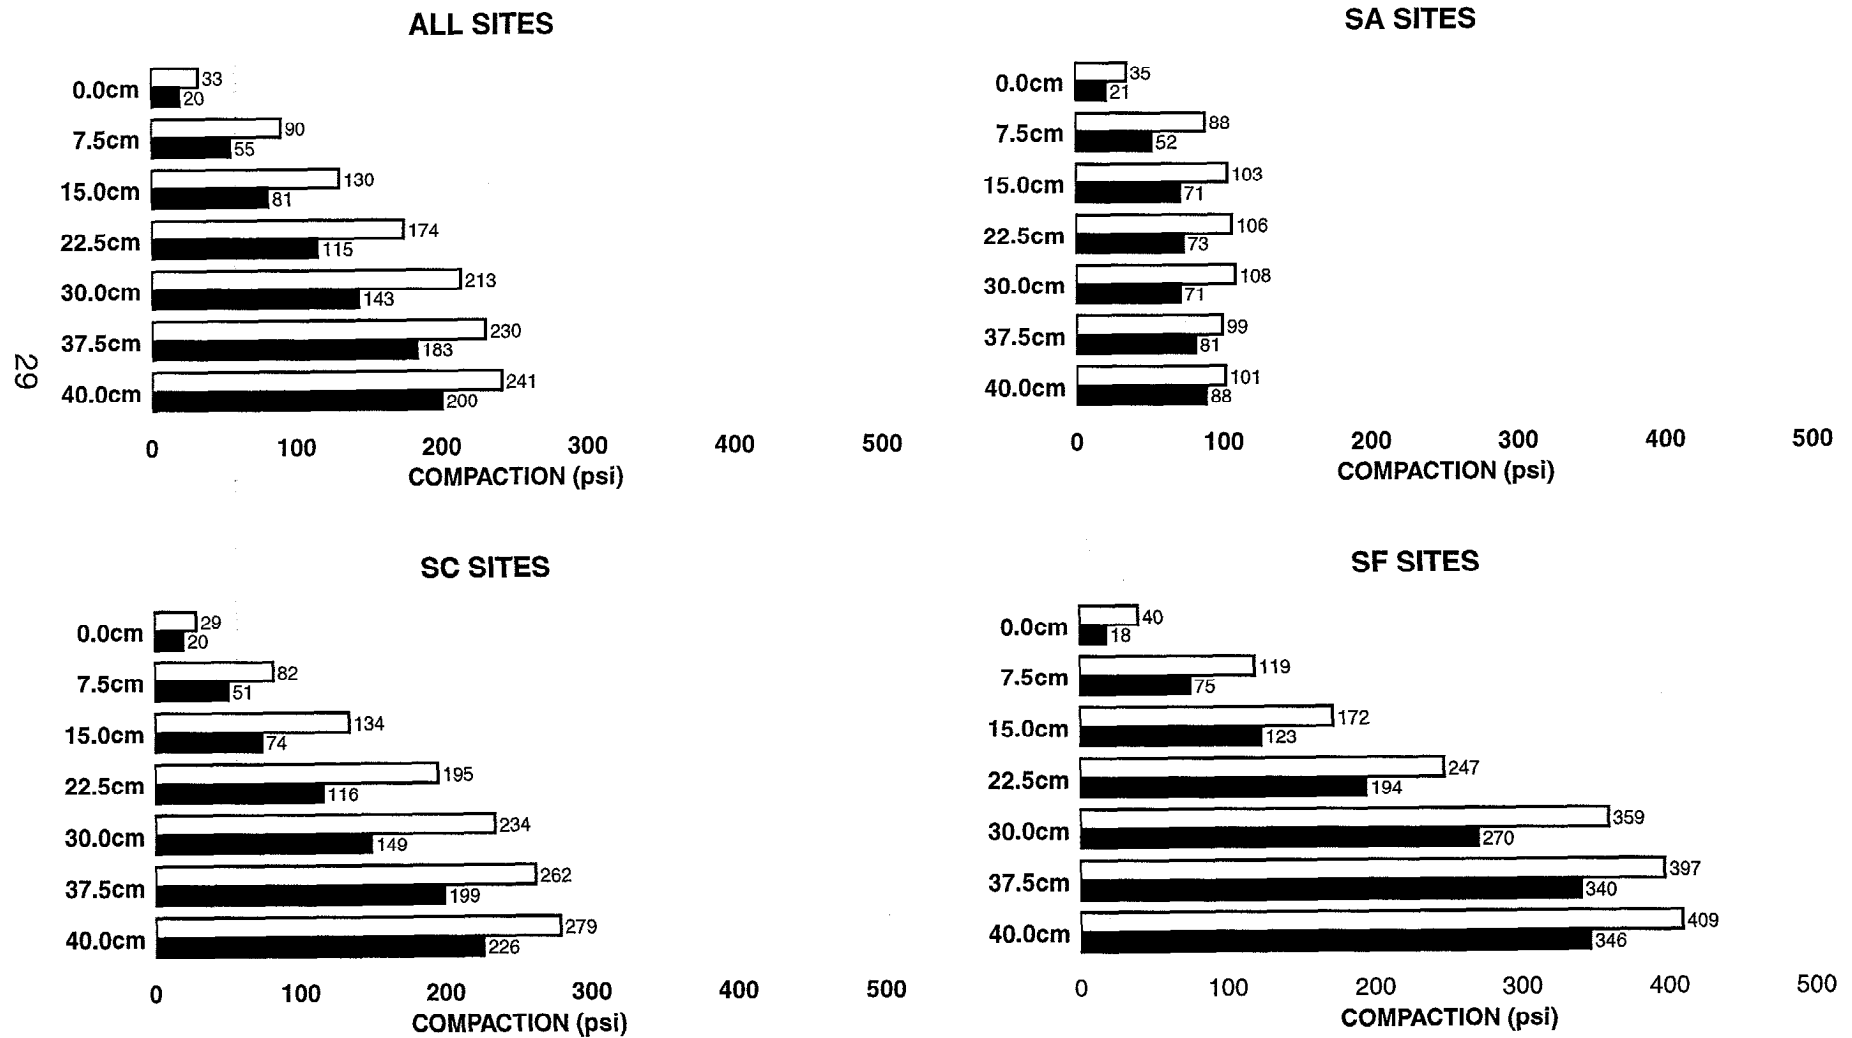 ALL SITES
0.0cm
33
20
7.5cm
90
55
15.0cm
130
81
22.5cm
174
115
30.0cm
213
143
37.5cm
230
183
40.0cm
241
200
0 100 200 300 400 500
COMPACTION (psi)
SA SITES
0.0cm
35
21
7.5cm
88
52
15.0cm
103
71
22.5cm
106
73
30.0cm
108
71
37.5cm
99
81
40.0cm
101
88
0 100 200 300 400 500
COMPACTION (psi)
29
SC SITES
0.0cm
29
20
7.5cm
82
51
15.0cm
134
74
22.5cm
195
116
30.0cm
234
149
37.5cm
262
199
40.0cm
279
226
0 100 200 300 400 500
COMPACTION (psi)
SF SITES
0.0cm
40
18
7.5cm
119
75
15.0cm
172
123
22.5cm
247
194
30.0cm
359
270
37.5cm
397
340
40.0cm
409
346
0 100 200 300 400 500
COMPACTION (psi)